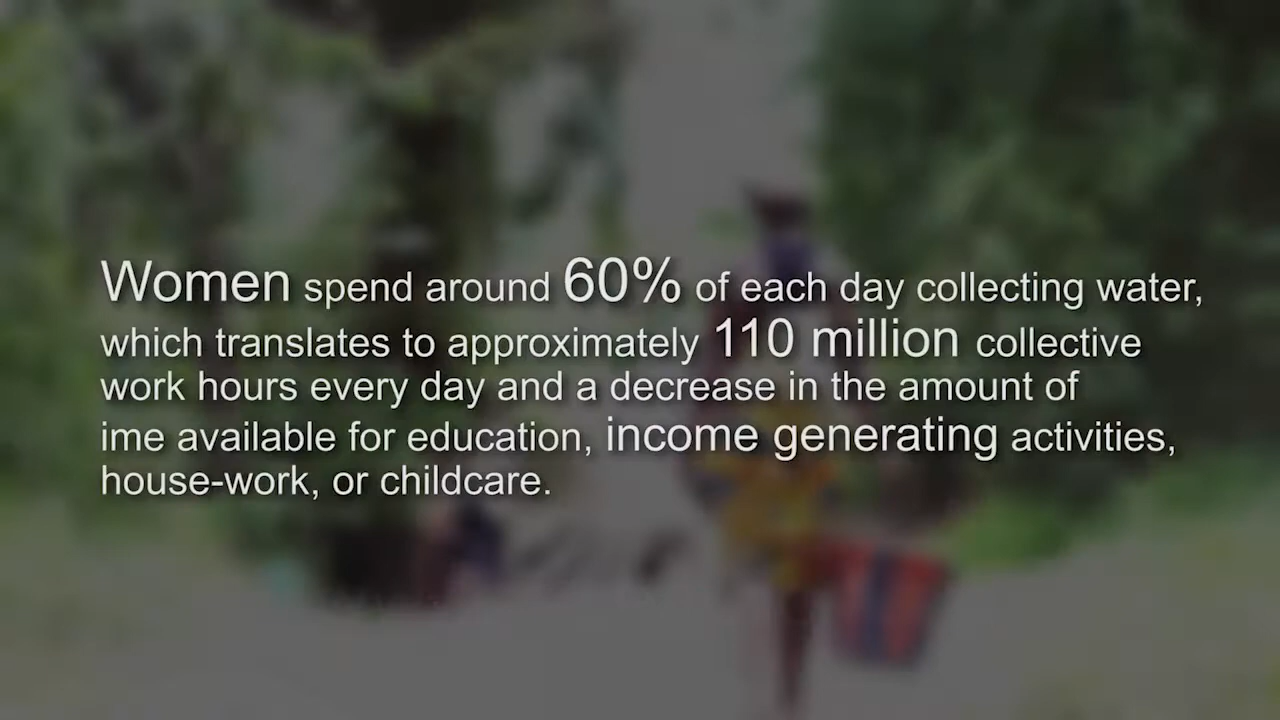 Women spend around 60% of each day collecting water,
which translates to approximately 110 million collective
work hours every day and a decrease in the amount of
ime available for education, income generating activities,
house-work, or childcare.